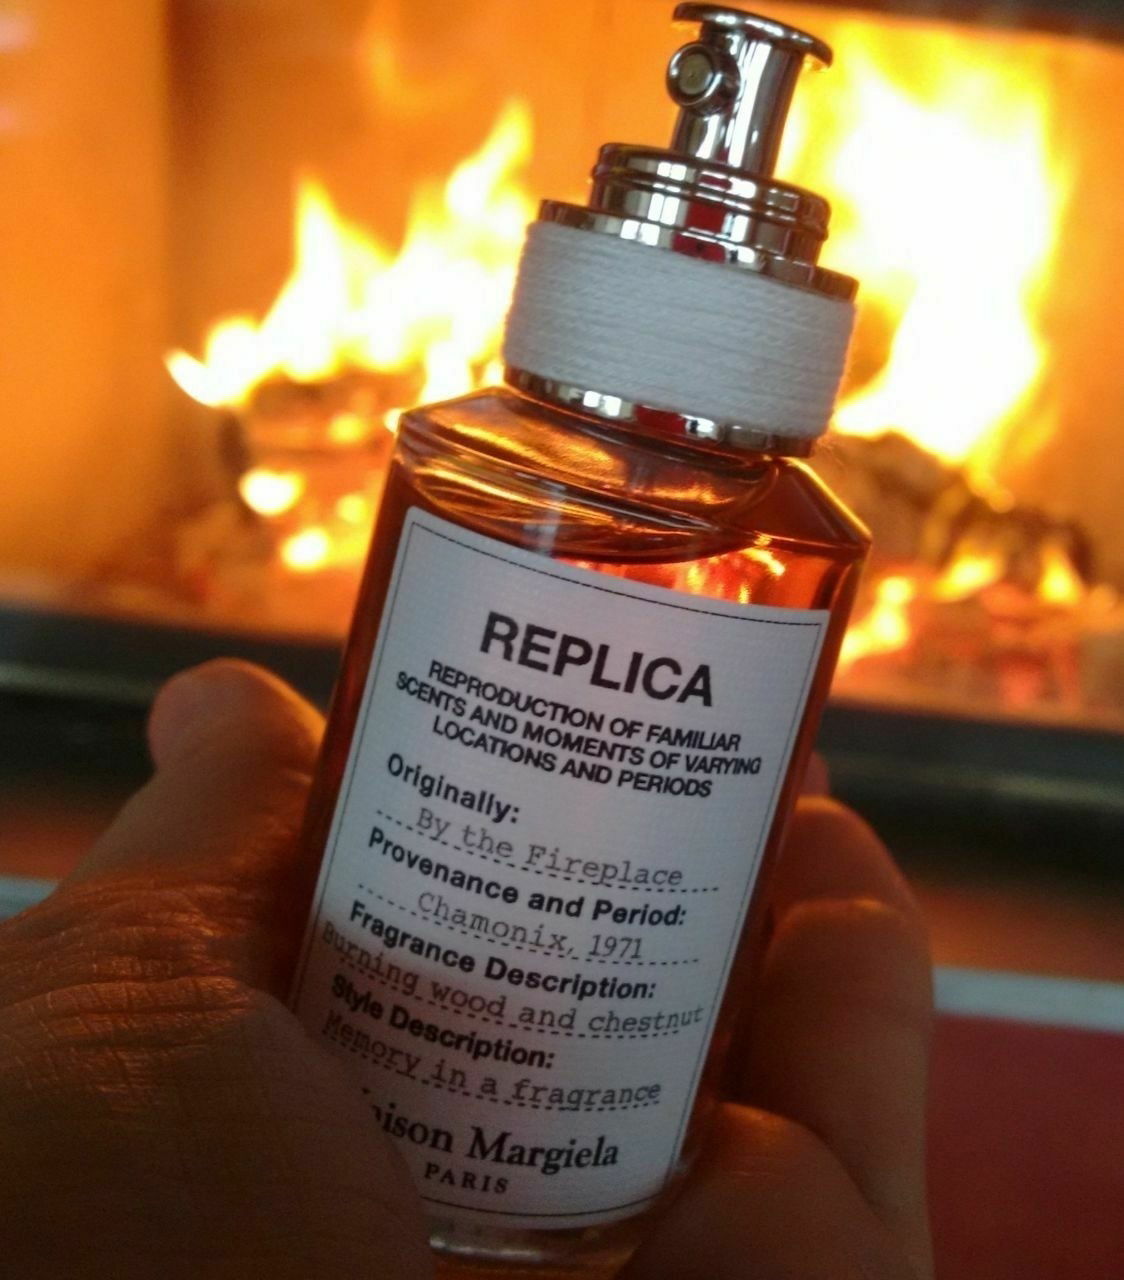 REPLICA
REPRODUCTION OF FAMILIAR
SCENTS AND MOMENTS OF VARYING
LOCATIONS AND PERIODS
Originally:
By the Fireplace
Provenance and Period:
Chamonix, 1971
Fragrance Description:
Burning wood and chestnut
Style Description:
Memory in a fragrance
Margiela
PARIS